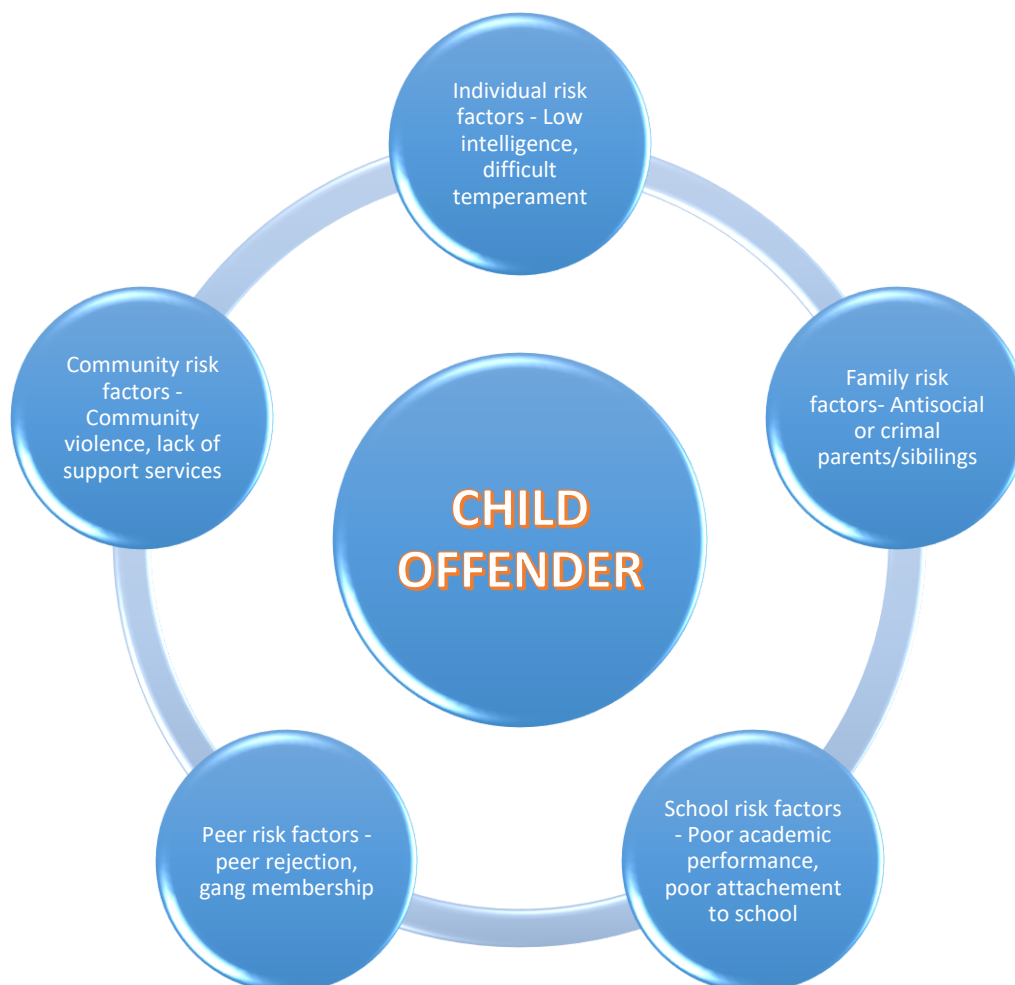 Individual risk
factors - Low
intelligence,
difficult
temperament
Family risk
factors- Antisocial
or crimal
parents/sibilings
School risk factors
- Poor academic
performance,
poor attachement
to school
Peer risk factors -
peer rejection,
gang membership
Community risk
factors -
Community
violence, lack of
support services
CHILD
OFFENDER